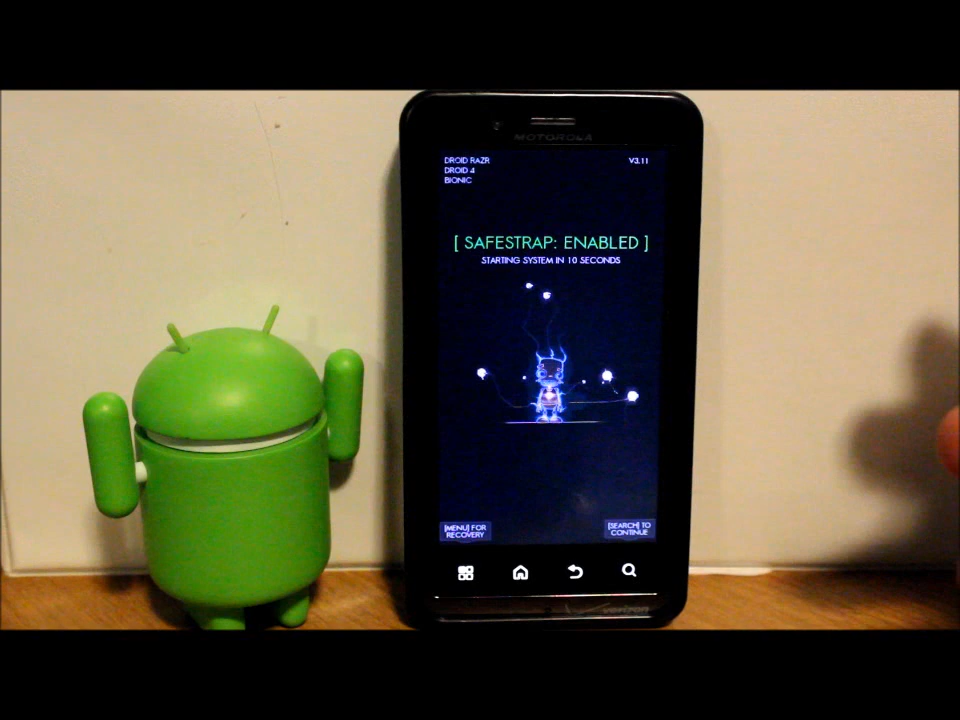 MOTOROLA
DROID RAZR
V3.11
DROID 4
BIONIC
[ SAFESTRAP: ENABLED ]
STARTING SYSTEM IN 10 SECONDS
[MENU] FOR
RECOVERY
[SEARCH] TO
CONTINUE
verizon